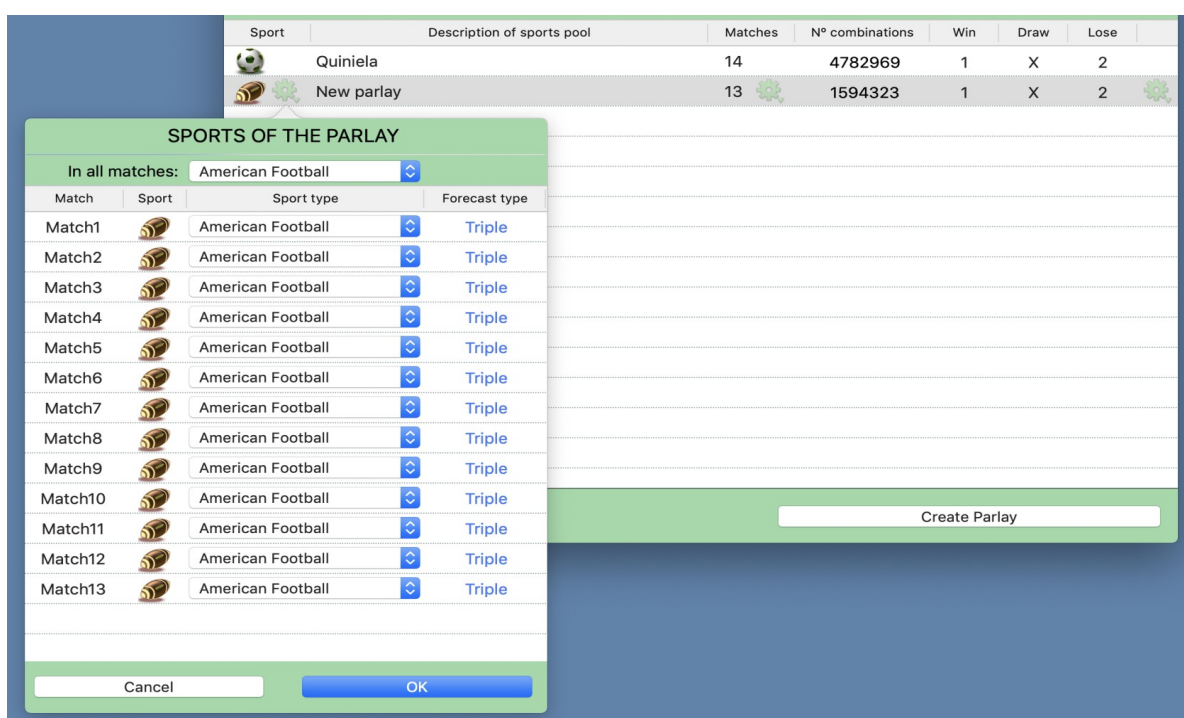 Sport Description of sports pool Matches Nº combinations Win Draw Lose
Quiniela 14 4782969 1 X 2
New parlay 13 1594323 1 X 2
SPORTS OF THE PARLAY
In all matches: American Football
Match Sport Sport type Forecast type
Match1 American Football Triple
Match2 American Football Triple
Match3 American Football Triple
Match4 American Football Triple
Match5 American Football Triple
Match6 American Football Triple
Match7 American Football Triple
Match8 American Football Triple
Match9 American Football Triple
Match10 American Football Triple
Match11 American Football Triple
Match12 American Football Triple
Match13 American Football Triple
Cancel OK
Create Parlay